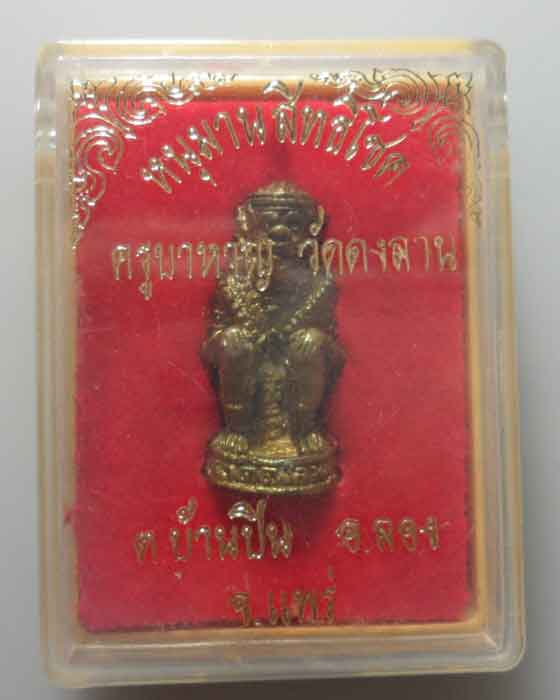 หนุมานสิทธิโชค
ครูบาหาญ วัดดงลาน
ต.บ้านปิน อ.ลอง
จ.แพร่